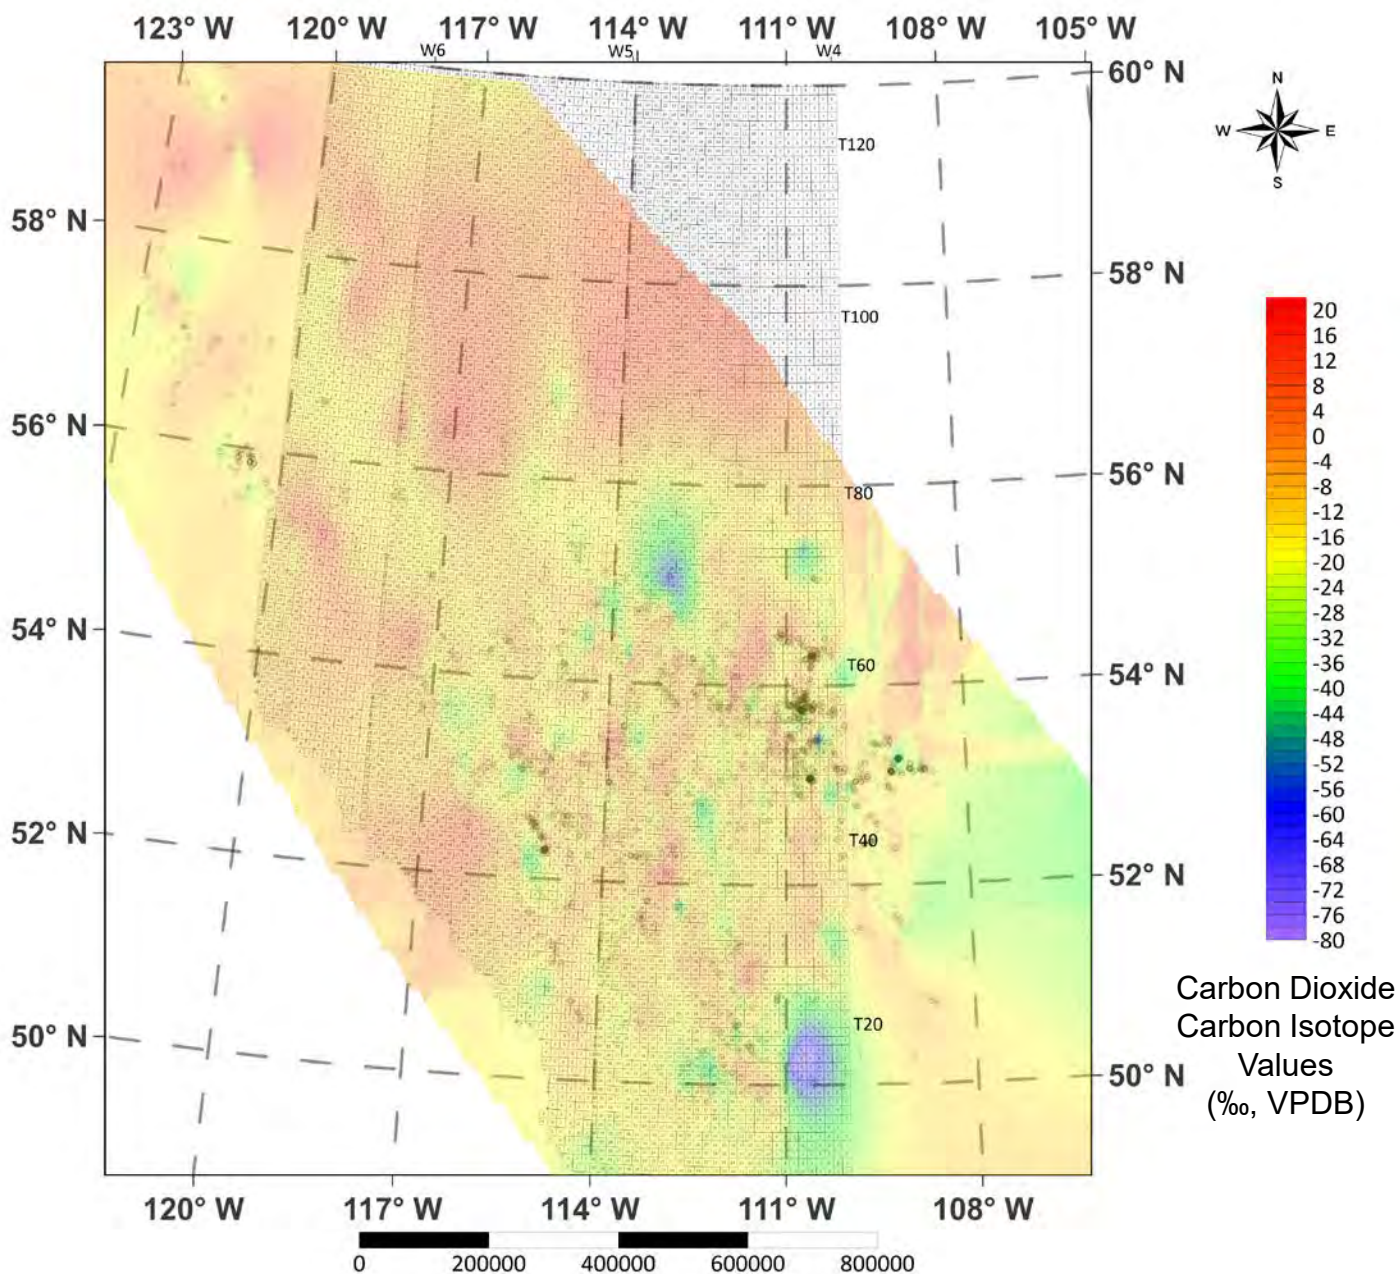 123° W 120° W 117° W 114° W 111° W 108° W 105° W
W6 W5 W4
60° N
N
W E
S
T120
58° N
58° N
T100
20
16
12
8
4
0
-4
-8
-12
-16
-20
-24
-28
-32
-36
-40
-44
-48
-52
-56
-60
-64
-68
-72
-76
-80
56° N
56° N
T80
54° N
T60
54° N
52° N
T40
52° N
Carbon Dioxide
Carbon Isotope
Values
(‰, VPDB)
T20
50° N
50° N
120° W 117° W 114° W 111° W 108° W
0 200000 400000 600000 800000